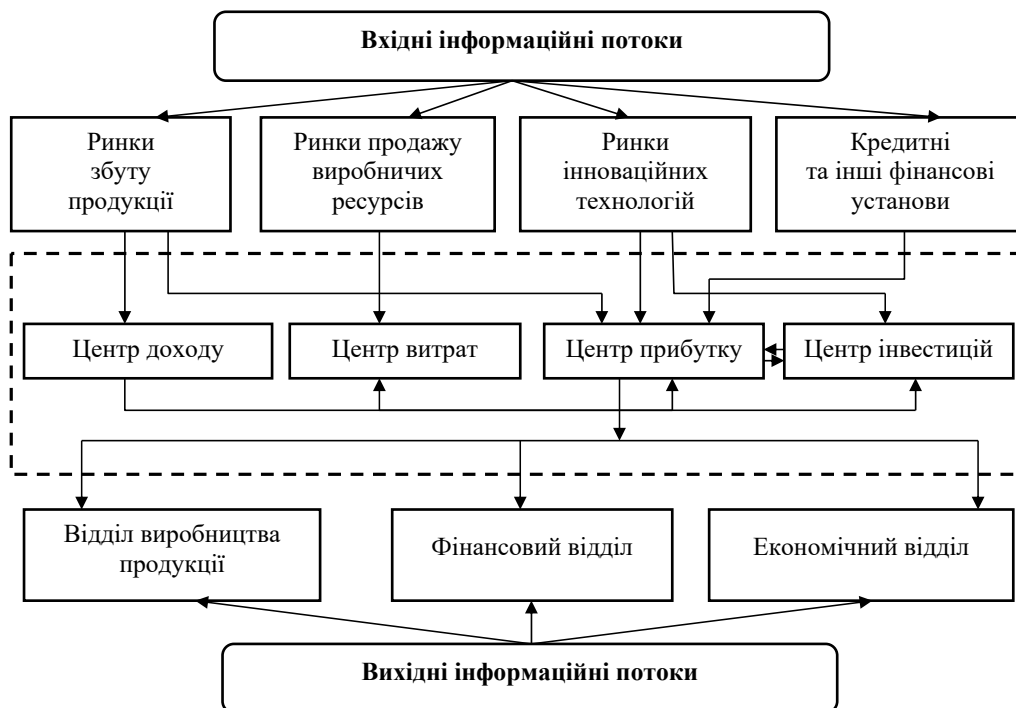 Вхідні інформаційні потоки
Ринки
збуту
продукції
Ринки продажу
виробничих
ресурсів
Ринки
інноваційних
технологій
Кредитні
та інші фінансові
установи
Центр доходу
Центр витрат
Центр прибутку
Центр інвестицій
Відділ виробництва
продукції
Фінансовий відділ
Економічний відділ
Вихідні інформаційні потоки